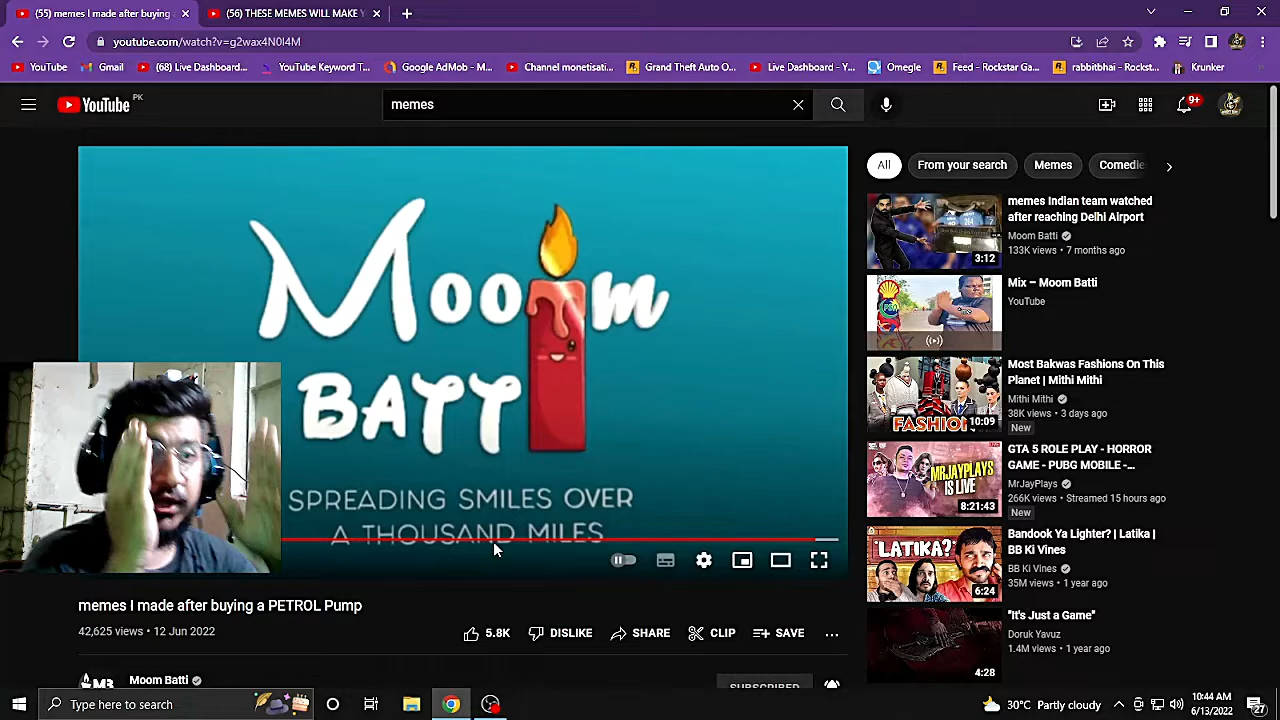 (55) memes I made after buying
(56) THESE MEMES WILL MAKE Y
youtube.com/watch?v=g2wax4N0I4M
YouTube
Gmail
(68) Live Dashboard...
YouTube Keyword T...
Google AdMob - M...
Channel monetisati...
Grand Theft Auto O...
Live Dashboard - Y...
Omegle
Feed - Rockstar Ga...
rabbitbhai - Rockst...
Krunker
YouTube PK
memes
9+
Moom
BATTI
SPREADING SMILES OVER
A THOUSAND MILES
memes I made after buying a PETROL Pump
42,625 views • 12 Jun 2022
5.8K
DISLIKE
SHARE
CLIP
SAVE
Moom Batti
SUBSCRIBED
All
From your search
Memes
Comedie
3:12
memes Indian team watched
after reaching Delhi Airport
Moom Batti
133K views • 7 months ago
Mix – Moom Batti
YouTube
FASHION
10:09
Most Bakwas Fashions On This
Planet | Mithi Mithi
Mithi Mithi
38K views • 3 days ago
New
MRJAYPLAYS
IS LIVE
8:21:43
GTA 5 ROLE PLAY - HORROR
GAME - PUBG MOBILE -...
MrJayPlays
266K views • Streamed 15 hours ago
New
LATIKA?
6:24
Bandook Ya Lighter? | Latika |
BB Ki Vines
BB Ki Vines
35M views • 1 year ago
4:28
"It's Just a Game"
Doruk Yavuz
1.4M views • 1 year ago
Type here to search
30°C Partly cloudy
10:44 AM
6/13/2022
27